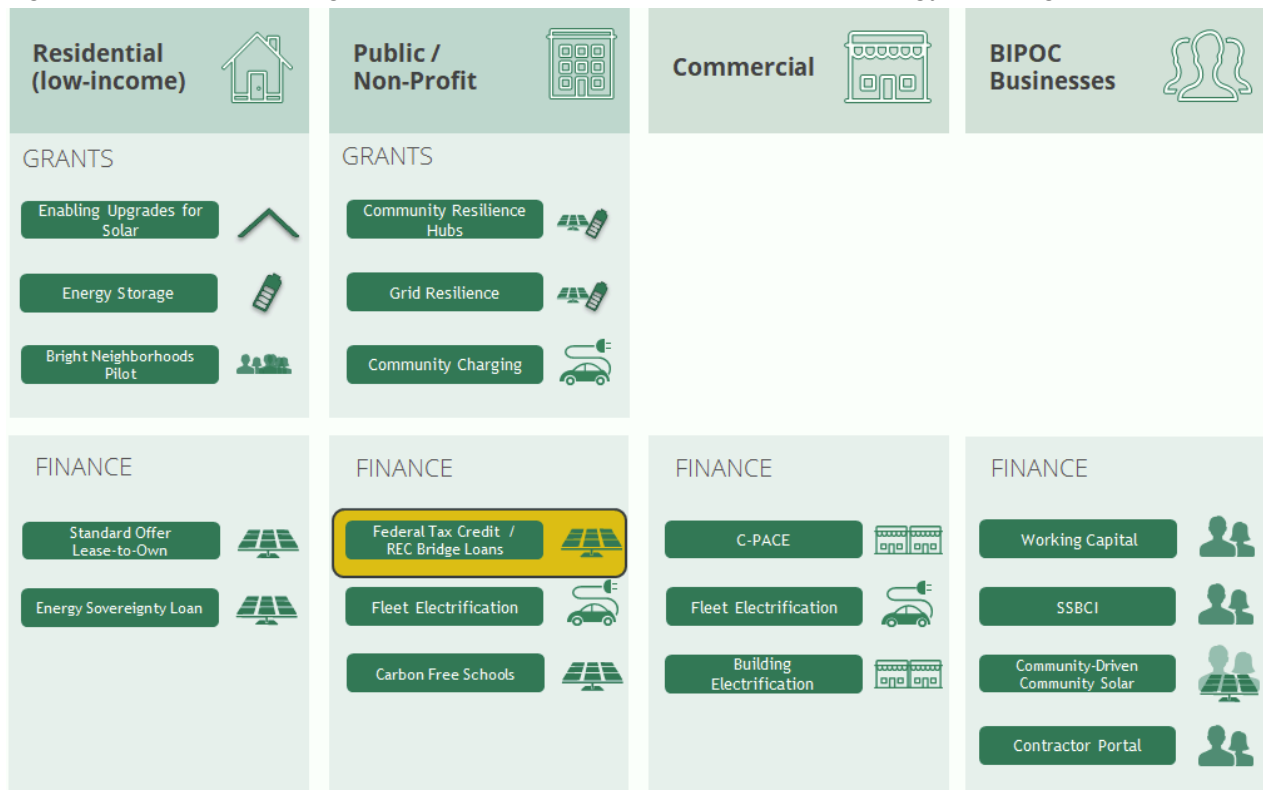 Residential
(low-income)
Public /
Non-Profit
Commercial
BIPOC
Businesses
GRANTS
Enabling Upgrades for
Solar
Energy Storage
Bright Neighborhoods
Pilot
GRANTS
Community Resilience
Hubs
Grid Resilience
Community Charging
FINANCE
Standard Offer
Lease-to-Own
Energy Sovereignty Loan
FINANCE
Federal Tax Credit /
REC Bridge Loans
Fleet Electrification
Carbon Free Schools
FINANCE
C-PACE
Fleet Electrification
Building
Electrification
FINANCE
Working Capital
SSBCI
Community-Driven
Community Solar
Contractor Portal